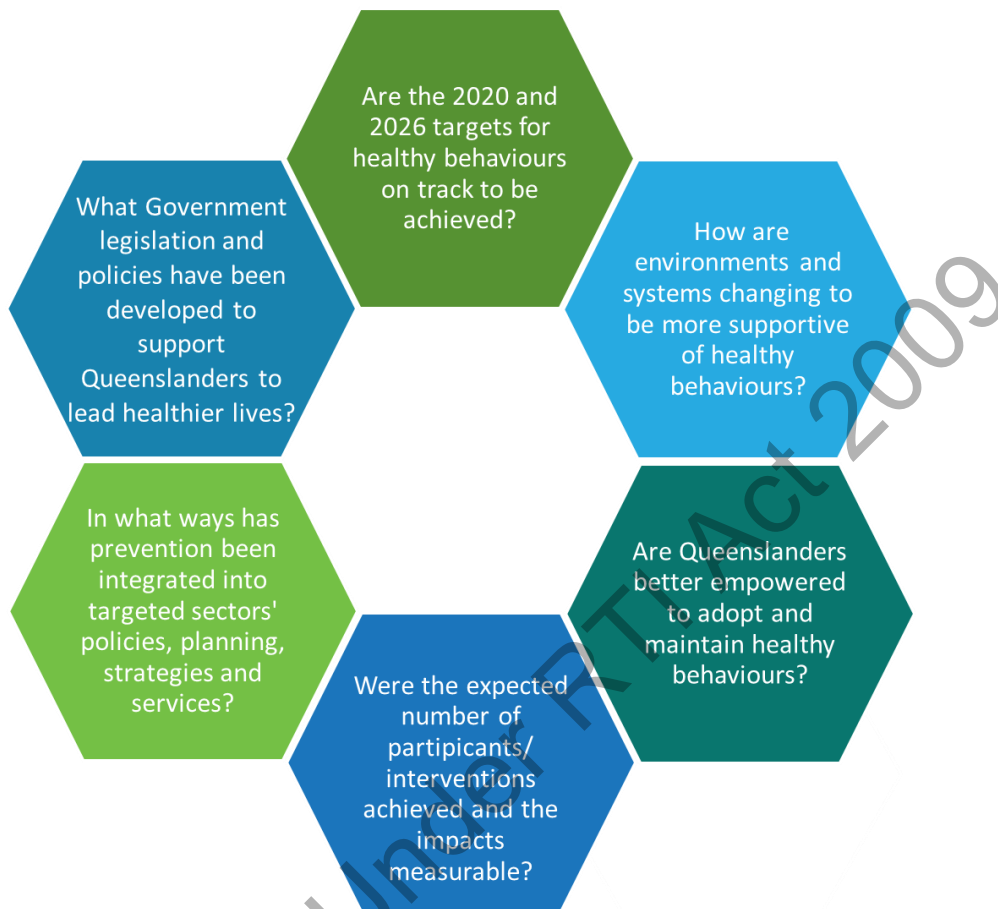 Are the 2020 and
2026 targets for
healthy behaviours
on track to be
achieved?
How are
environments and
systems changing to
be more supportive
of healthy
behaviours?
Are Queenslanders
better empowered
to adopt and
maintain healthy
behaviours?
Were the expected
number of
partipicants/
interventions
achieved and the
impacts
measurable?
In what ways has
prevention been
integrated into
targeted sectors'
policies, planning,
strategies and
services?
What Government
legislation and
policies have been
developed to
support
Queenslanders to
lead healthier lives?
Under RTI Act 2009